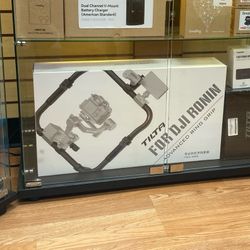 Dual Channel V-Mount
Battery Charger
(American Standard)
TILTA
FOR DJI RONIN
ADVANCED RING GRIP